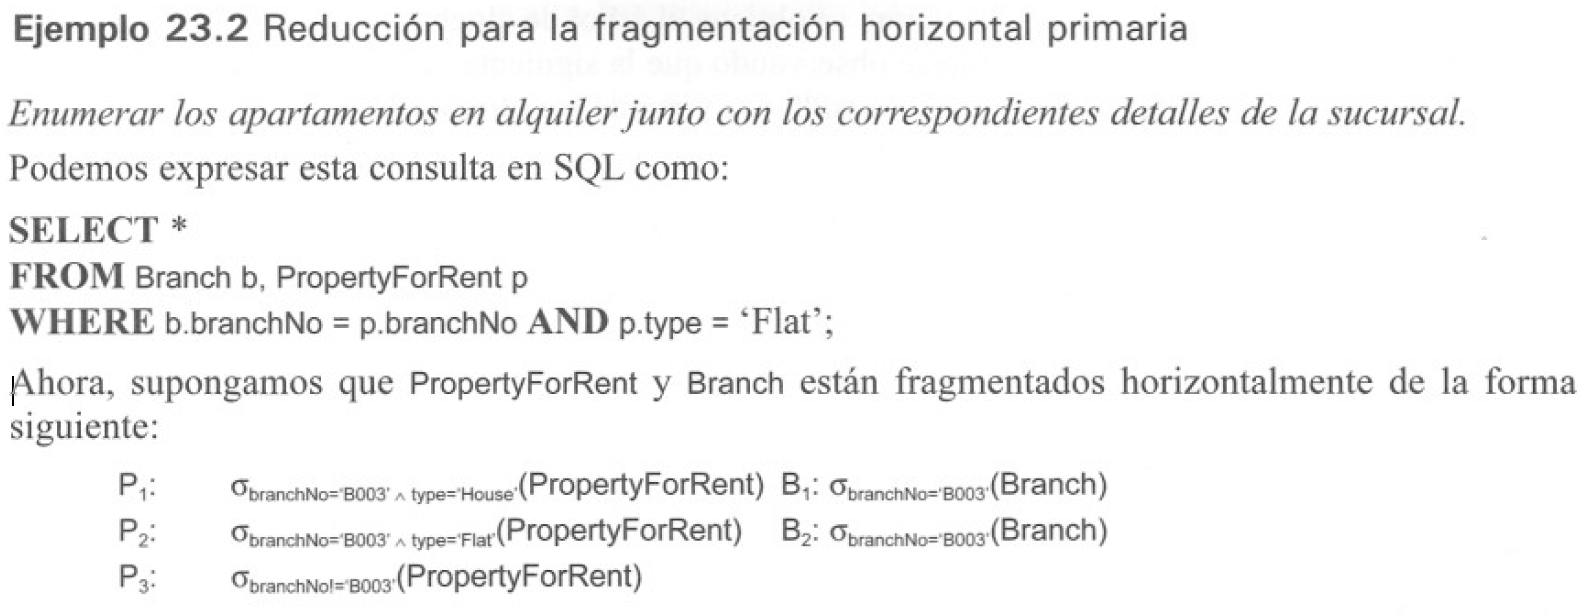 Ejemplo 23.2 Reducción para la fragmentación horizontal primaria
Enumerar los apartamentos en alquiler junto con los correspondientes detalles de la sucursal.
Podemos expresar esta consulta en SQL como:
SELECT *
FROM Branch b, PropertyForRent p
WHERE b.branchNo = p.branchNo AND p.type = ‘Flat’;
Ahora, supongamos que PropertyForRent y Branch están fragmentados horizontalmente de la forma
siguiente:
P₁: σbranchNo=‘B003’ ∧ type=‘House’(PropertyForRent) B₁: σbranchNo=‘B003’(Branch)
P₂: σbranchNo=‘B003’ ∧ type=‘Flat’(PropertyForRent) B₂: σbranchNo=‘B003’(Branch)
P₃: σbranchNo!=‘B003’(PropertyForRent)